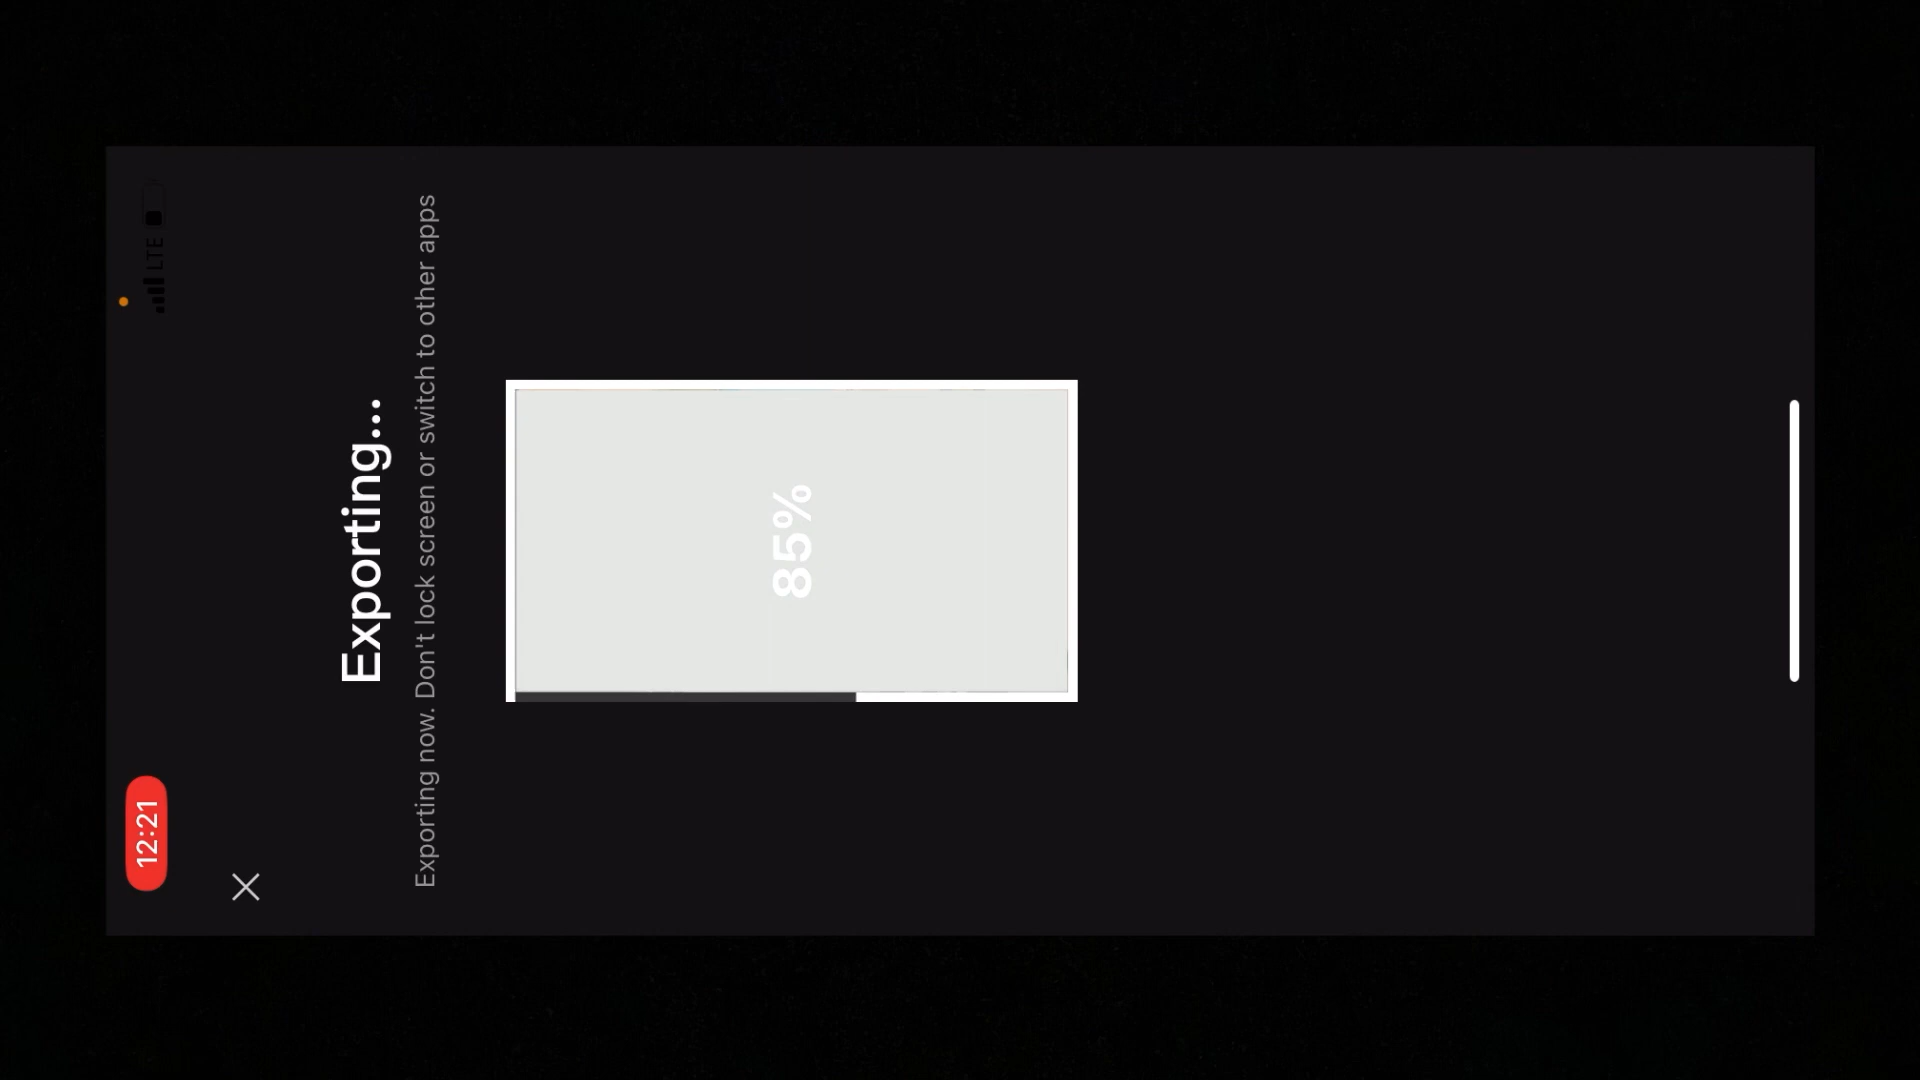 12:21
LTE
Exporting...
Exporting now. Don't lock screen or switch to other apps
85%